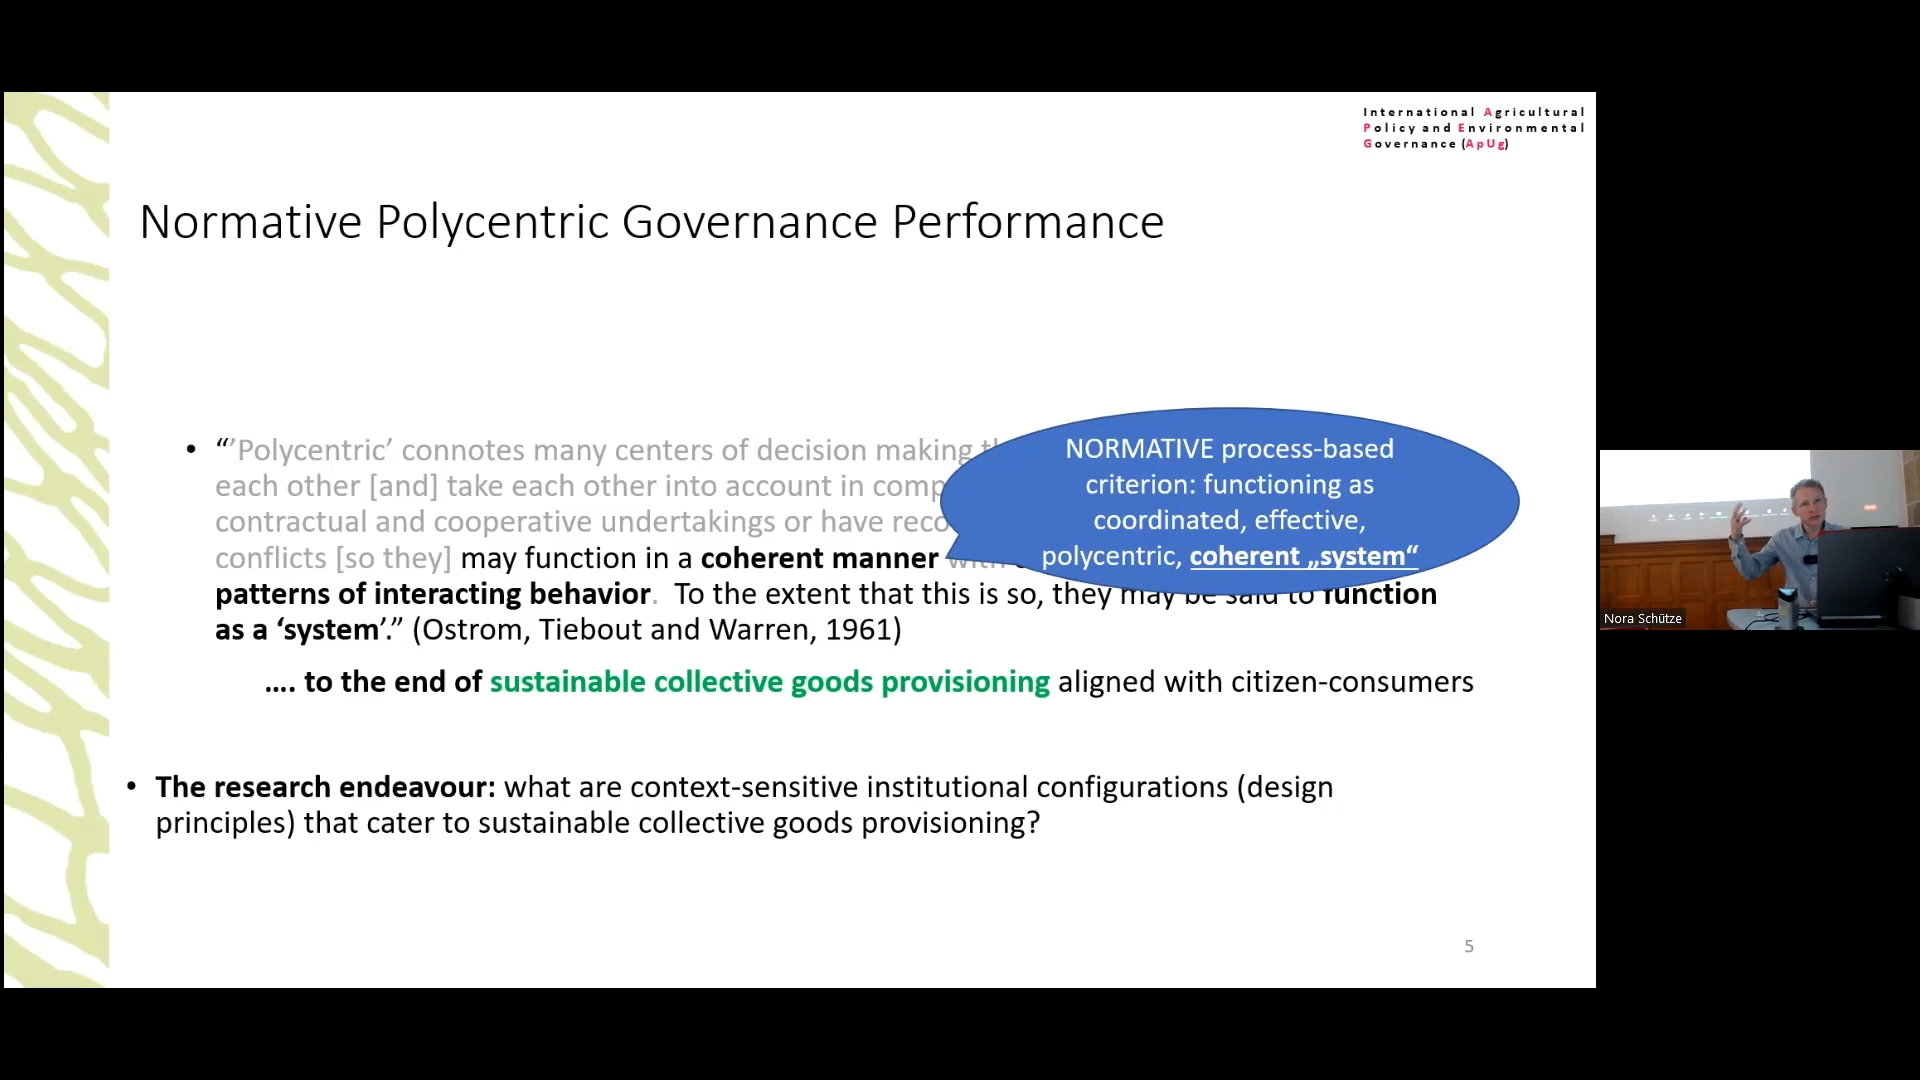 International Agricultural
Policy and Environmental
Governance (ApUg)
Normative Polycentric Governance Performance
• “’Polycentric’ connotes many centers of decision making
each other [and] take each other into account in
contractual and cooperative undertakings or have
conflicts [so they] may function in a coherent manner with
patterns of interacting behavior.  To the extent that this is so, they may be said to function
as a ‘system’.” (Ostrom, Tiebout and Warren, 1961)
NORMATIVE process-based
criterion: functioning as
coordinated, effective,
polycentric, coherent „system“
…. to the end of sustainable collective goods provisioning aligned with citizen-consumers
• The research endeavour: what are context-sensitive institutional configurations (design
principles) that cater to sustainable collective goods provisioning?
5
Nora Schütze